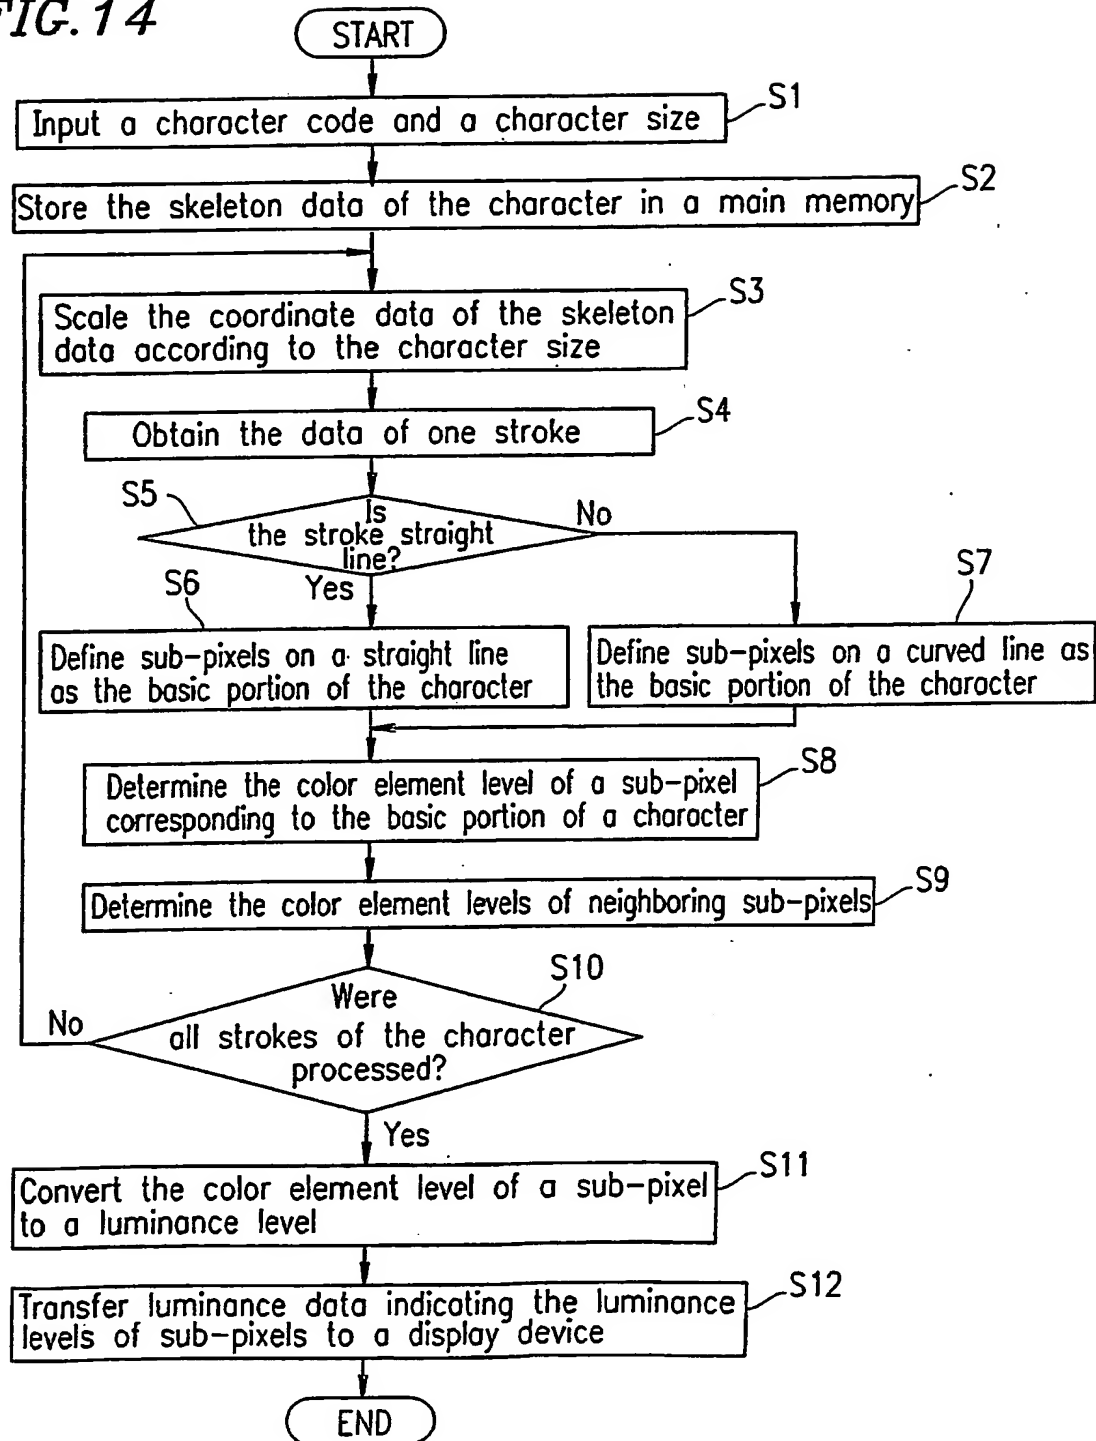 FIG. 14
START
S1
Input a character code and a character size
S2
Store the skeleton data of the character in a main memory
S3
Scale the coordinate data of the skeleton
data according to the character size
S4
Obtain the data of one stroke
S5
Is
the stroke straight
line?
No
Yes
S6
Define sub-pixels on a straight line
as the basic portion of the character
S7
Define sub-pixels on a curved line as
the basic portion of the character
S8
Determine the color element level of a sub-pixel
corresponding to the basic portion of a character
S9
Determine the color element levels of neighboring sub-pixels
S10
Were
all strokes of the character
processed?
No
Yes
S11
Convert the color element level of a sub-pixel
to a luminance level
S12
Transfer luminance data indicating the luminance
levels of sub-pixels to a display device
END